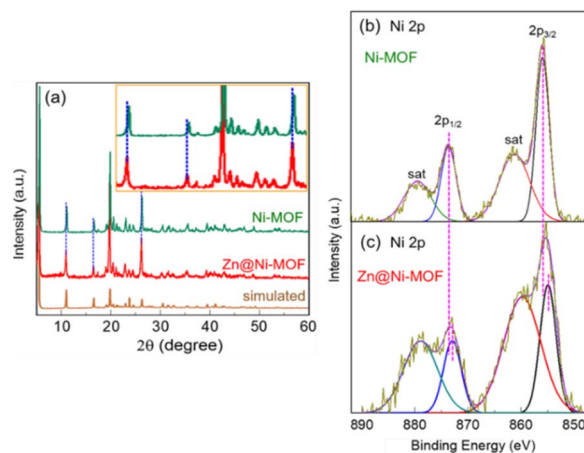 (a)
Ni-MOF
Zn@Ni-MOF
simulated
Intensity (a.u.)
10 20 30 40 50 60
2θ (degree)
(b) Ni 2p
Ni-MOF
2p3/2
2p1/2
sat
sat
(c) Ni 2p
Zn@Ni-MOF
Intensity (a.u.)
890 880 870 860 850
Binding Energy (eV)